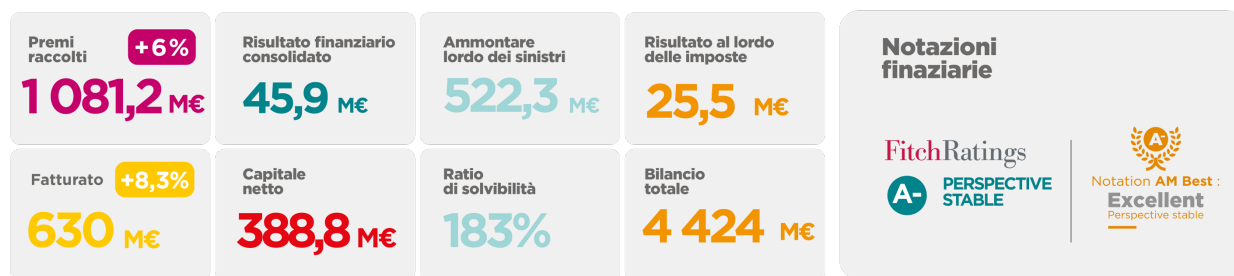 Premi
raccolti
+6%
1 081,2 M€
Risultato finanziario
consolidato
45,9 M€
Ammontare
lordo dei sinistri
522,3 M€
Risultato al lordo
delle imposte
25,5 M€
Fatturato
+8,3%
630 M€
Capitale
netto
388,8 M€
Ratio
di solvibilità
183%
Bilancio
totale
4 424 M€
Notazioni
finaziarie
FitchRatings
A-
PERSPECTIVE
STABLE
A-
Notation AM Best :
Excellent
Perspective stable